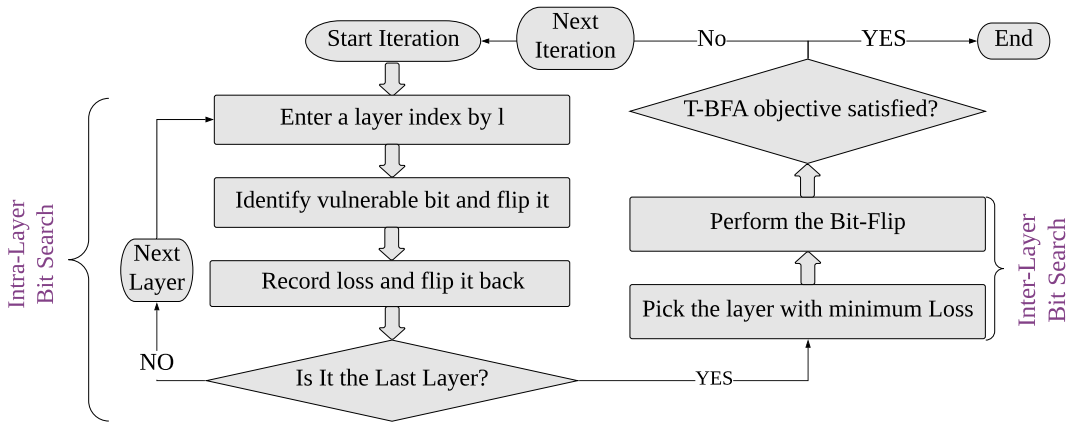 Start Iteration
Next
Iteration
No
YES
End
Enter a layer index by l
T-BFA objective satisfied?
Identify vulnerable bit and flip it
Perform the Bit-Flip
Intra-Layer
Bit Search
Next
Layer
Record loss and flip it back
Pick the layer with minimum Loss
Inter-Layer
Bit Search
NO
Is It the Last Layer?
YES